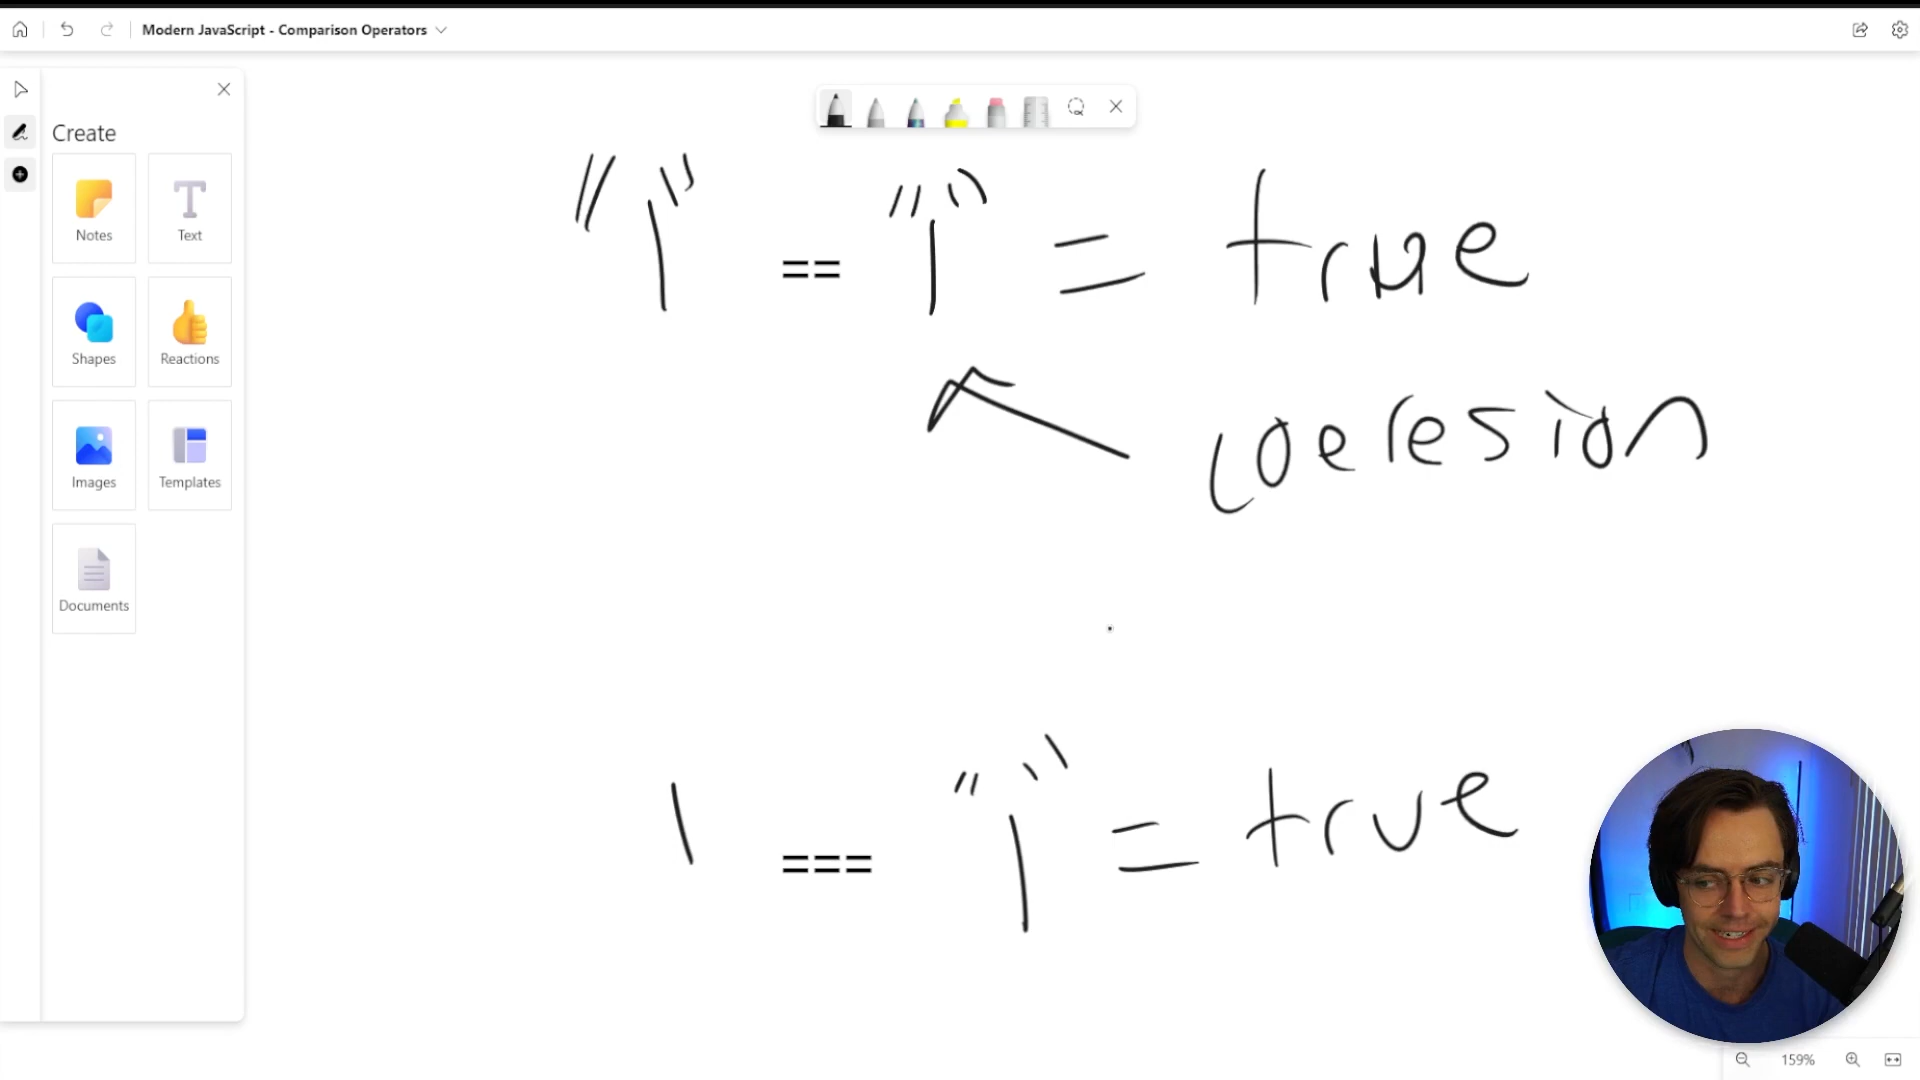 Modern JavaScript - Comparison Operators
Create
Notes
Text
Shapes
Reactions
Images
Templates
Documents
"1" == "1" = true
coeresion
1 === "1" = true
159%